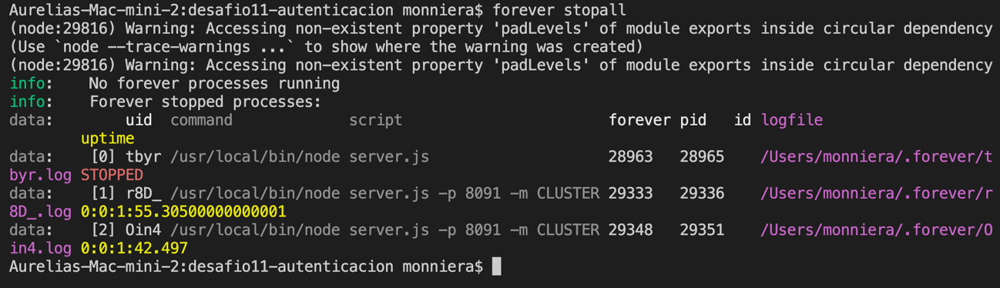 Aurelias-Mac-mini-2:desafio11-autenticacion monniera$ forever stopall
(node:29816) Warning: Accessing non-existent property 'padLevels' of module exports inside circular dependency
(Use `node --trace-warnings ...` to show where the warning was created)
(node:29816) Warning: Accessing non-existent property 'padLevels' of module exports inside circular dependency
info:    No forever processes running
info:    Forever stopped processes:
data:        uid  command             script                       forever pid   id logfile
        uptime
data:    [0] tbyr /usr/local/bin/node server.js                    28963   28965    /Users/monniera/.forever/t
byr.log STOPPED
data:    [1] r8D_ /usr/local/bin/node server.js -p 8091 -m CLUSTER 29333   29336    /Users/monniera/.forever/r
8D_.log 0:0:1:55.30500000000001
data:    [2] Oin4 /usr/local/bin/node server.js -p 8091 -m CLUSTER 29348   29351    /Users/monniera/.forever/O
in4.log 0:0:1:42.497
Aurelias-Mac-mini-2:desafio11-autenticacion monniera$